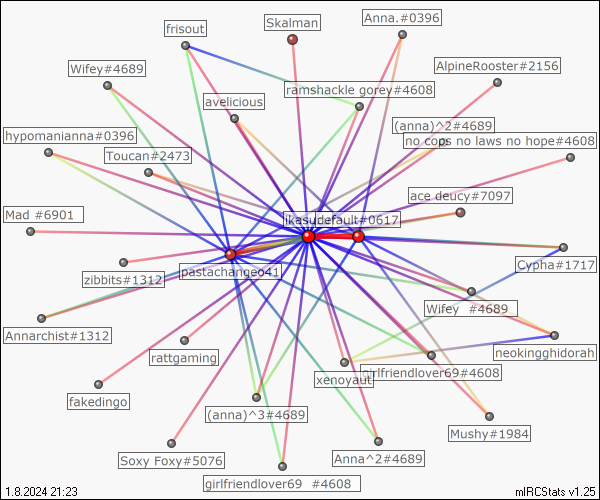 Skalman
Anna.#0396
frisout
AlpineRooster#2156
Wifey#4689
ramshackle gorey#4608
avelicious
(anna)^2#4689
hypomanianna#0396
no cops no laws no hope#4608
Toucan#2473
ace deucy#7097
Mad #6901
#0617
pastachangeo41
Cypha#1717
zibbits#1312
Wifey #4689
Annarchist#1312
neokingghidorah
rattgaming
girlfriendlover69#4608
xenoyaut
fakedingo
(anna)^3#4689
Mushy#1984
Soxy Foxy#5076
Anna^2#4689
girlfriendlover69 #4608
1.8.2024 21:23
mIRCStats v1.25